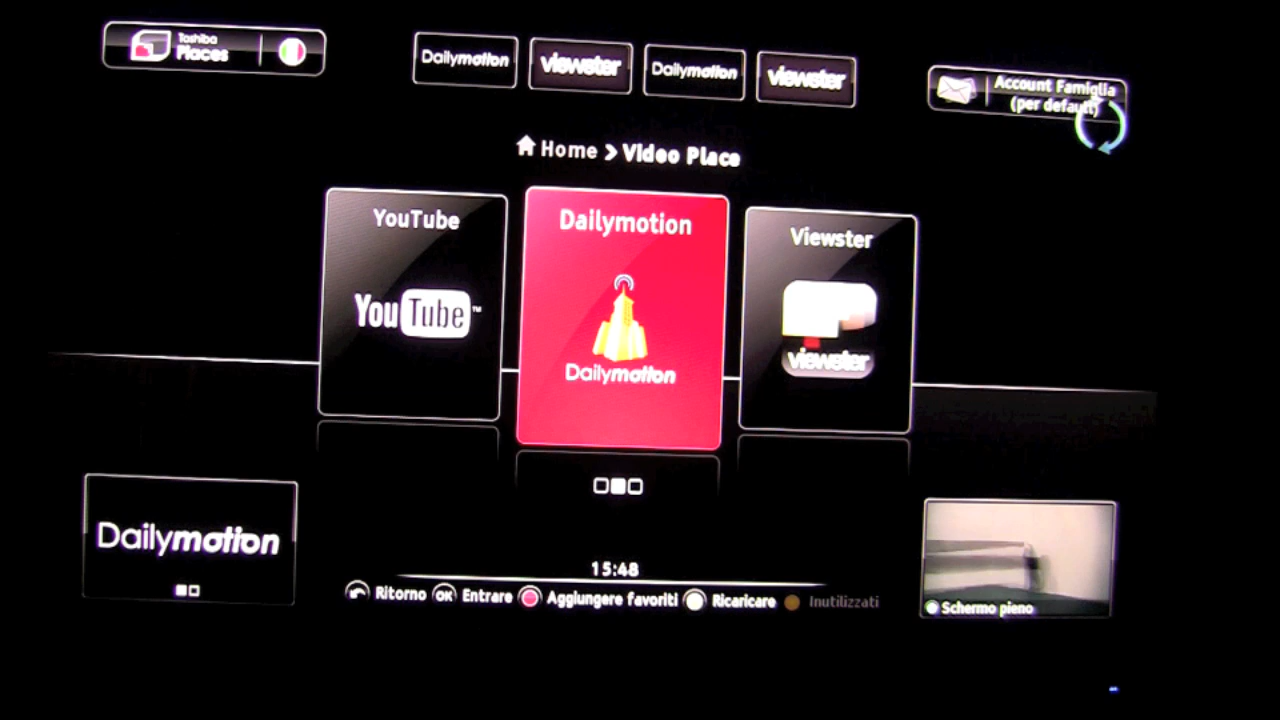 Toshiba
Places
Dailymotion
viewster
Dailymotion
viewster
Account Famiglia
(per default)
Home > Video Place
YouTube
YouTube™
Dailymotion
Dailymotion
Viewster
viewster
Dailymotion
15:48
Ritorno OK Entrare Aggiungere favoriti Ricaricare Inutilizzati
Schermo pieno